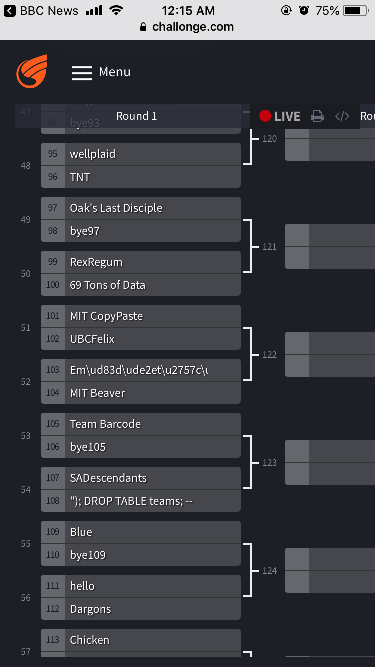 BBC News
12:15 AM
75%
challonge.com
Menu
47
Round 1
LIVE
</>
Rou
94 bye93
120
95 wellplaid
48
96 TNT
97 Oak's Last Disciple
49
98 bye97
121
99 RexRegum
50
100 69 Tons of Data
101 MIT CopyPaste
51
102 UBCFelix
122
103 Em\ud83d\ude2et\u2757c\u
52
104 MIT Beaver
105 Team Barcode
53
106 bye105
123
107 SADescendants
54
108 "); DROP TABLE teams; --
109 Blue
55
110 bye109
124
111 hello
56
112 Dargons
113 Chicken
57